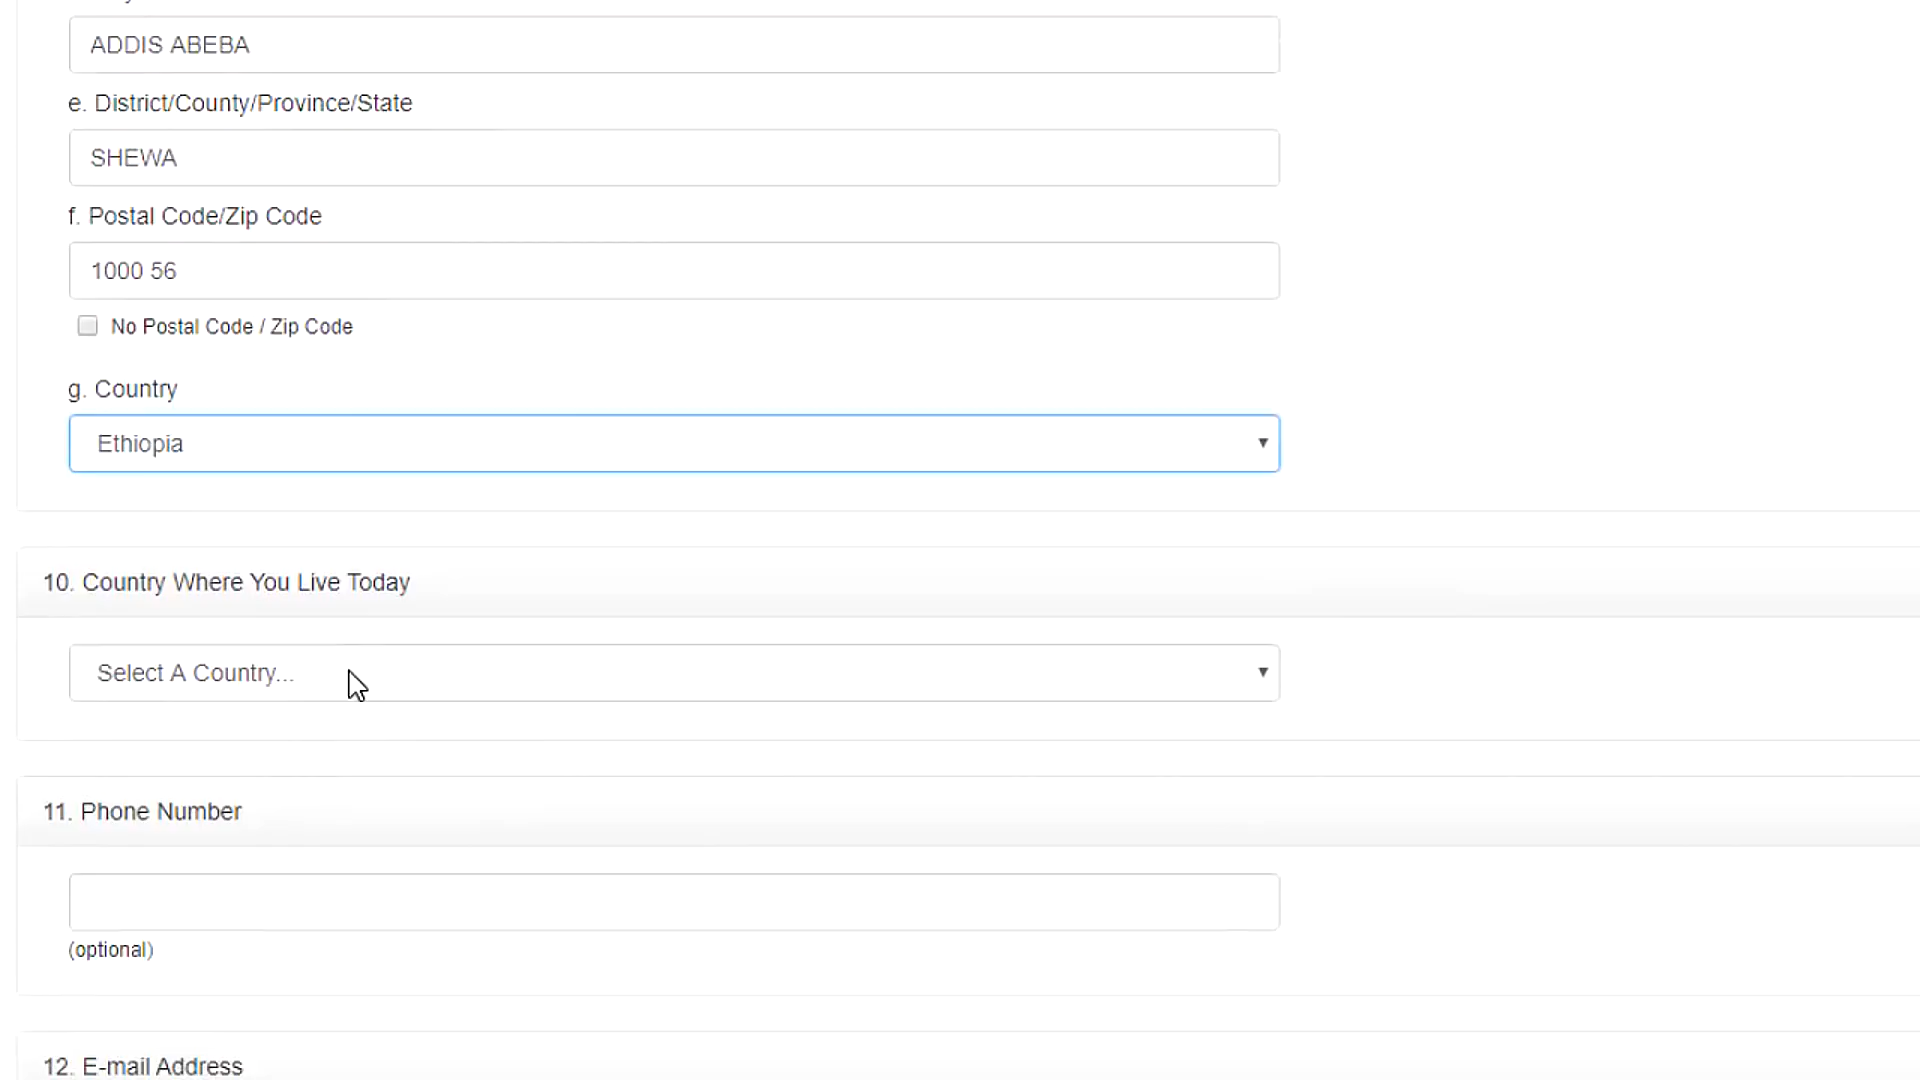 ADDIS ABEBA
e. District/County/Province/State
SHEWA
f. Postal Code/Zip Code
1000 56
No Postal Code / Zip Code
g. Country
Ethiopia
10. Country Where You Live Today
Select A Country...
11. Phone Number
(optional)
12. E-mail Address